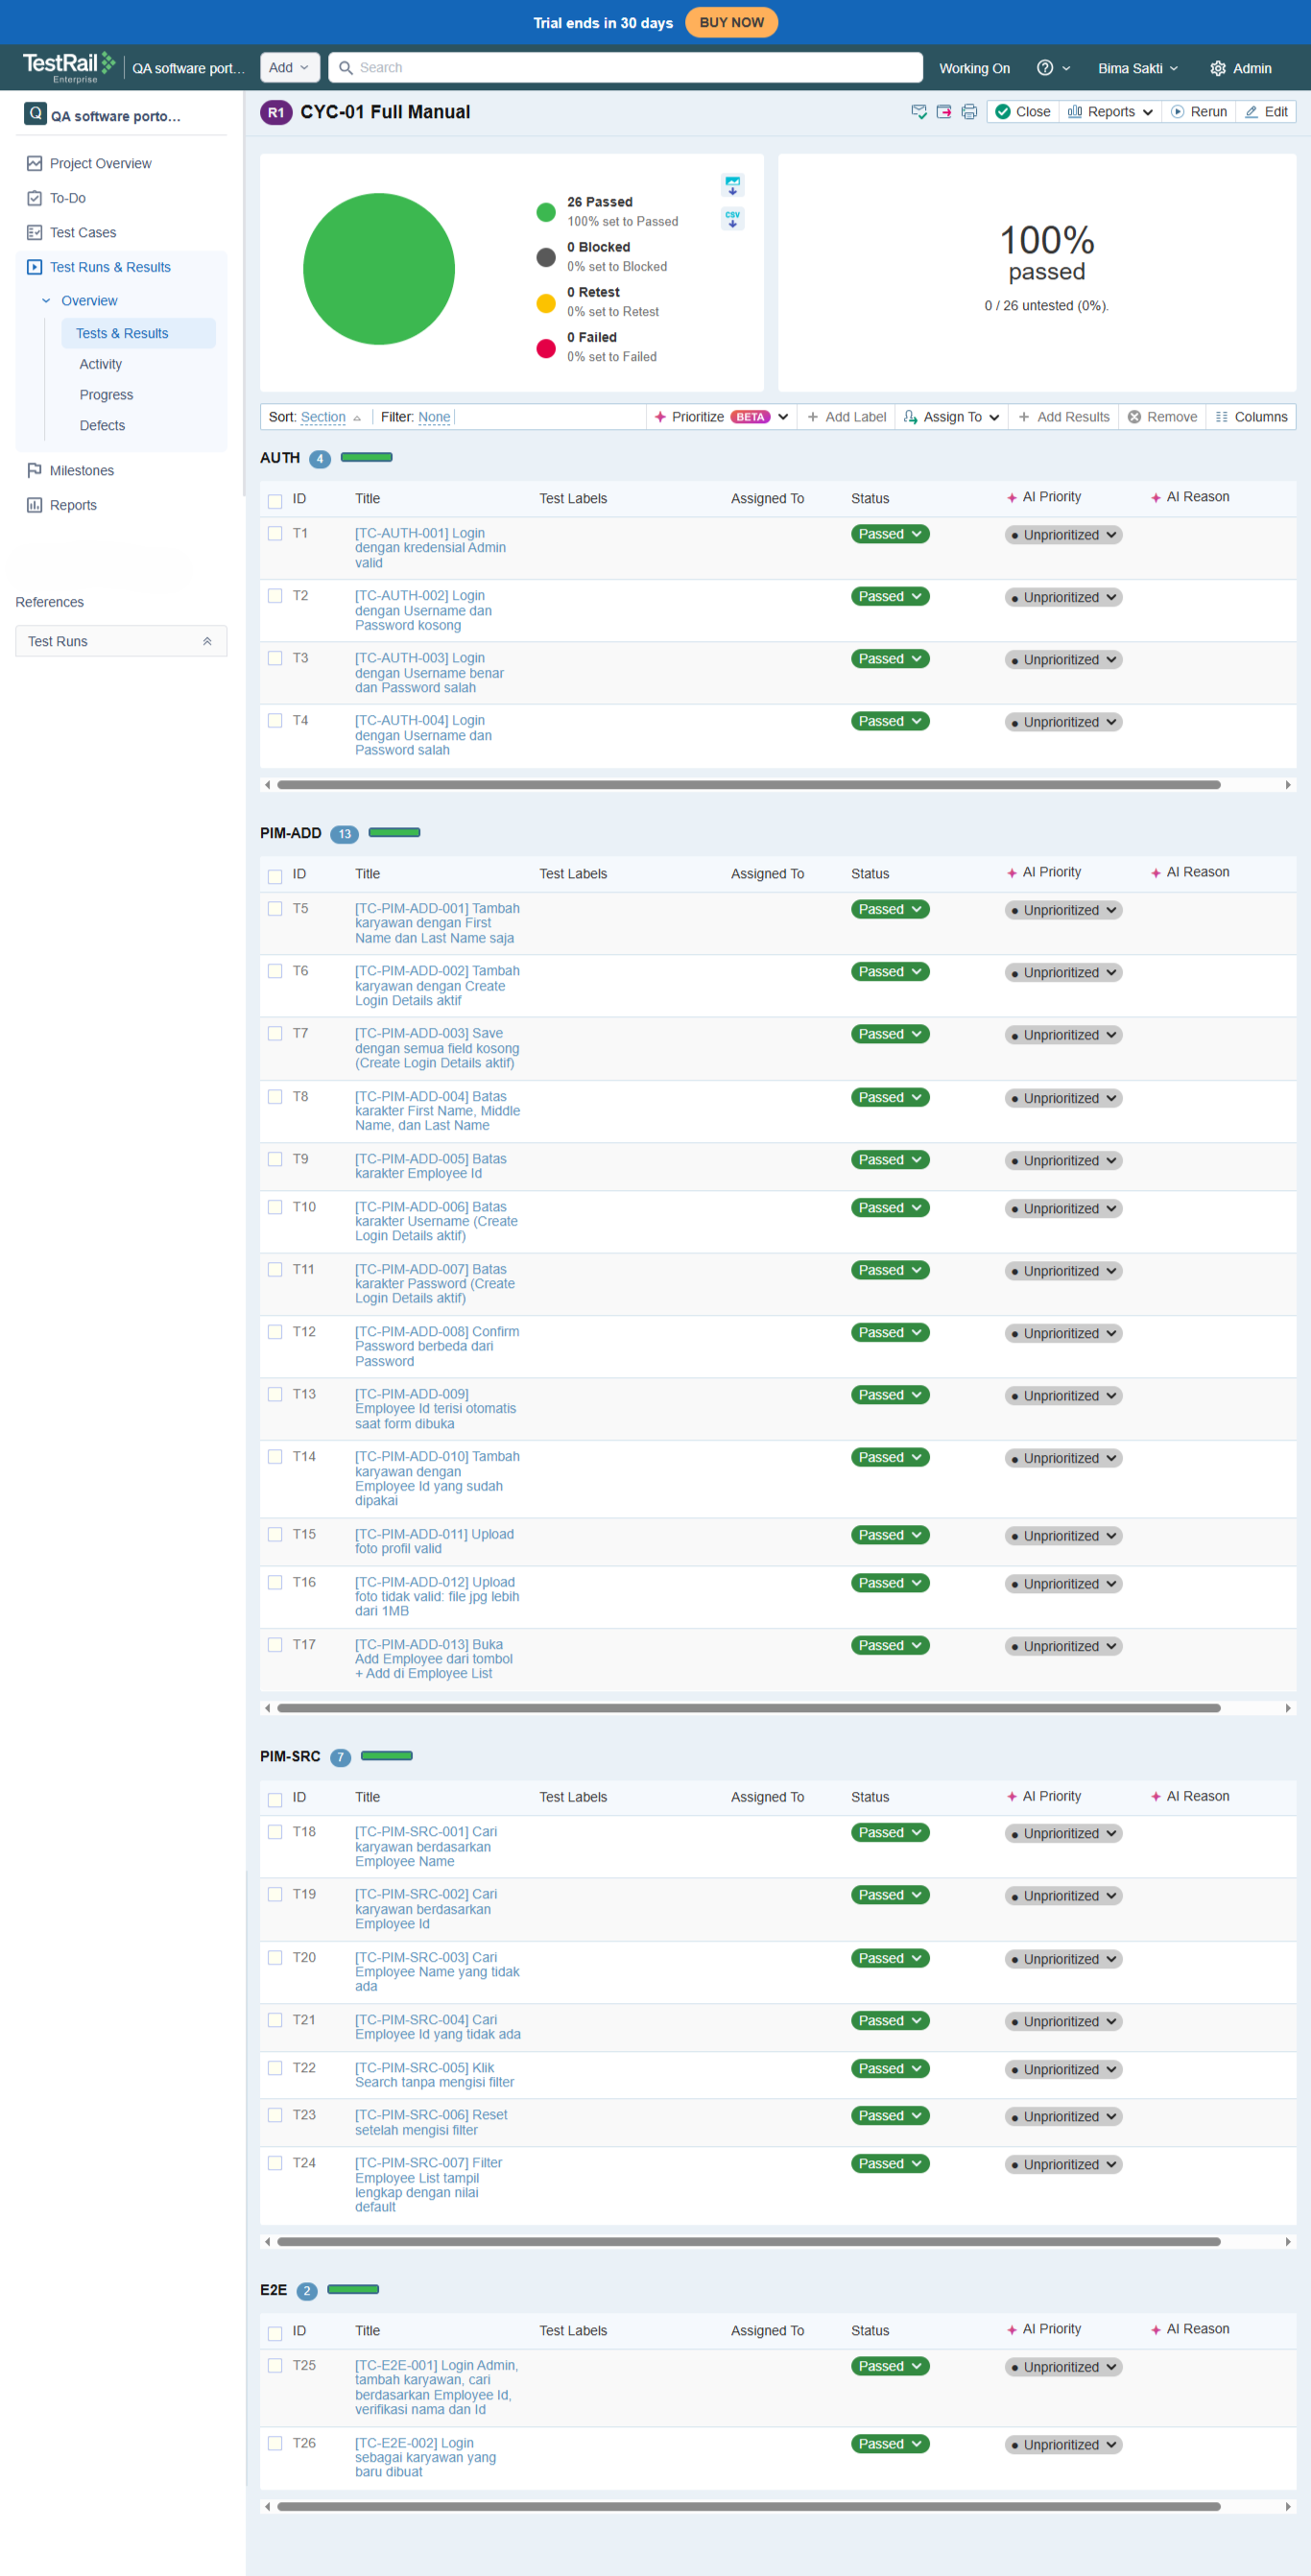 Trial ends in 30 days BUY NOW
TestRail Enterprise QA software port... Add Search Working On Bima Sakti Admin
Q QA software porto...
Project Overview
To-Do
Test Cases
Test Runs & Results
Overview
Tests & Results
Activity
Progress
Defects
Milestones
Reports
References
Test Runs
R1 CYC-01 Full Manual Close Reports Rerun Edit
26 Passed
100% set to Passed
0 Blocked
0% set to Blocked
0 Retest
0% set to Retest
0 Failed
0% set to Failed
CSV
100%
passed
0 / 26 untested (0%).
Sort: Section Filter: None Prioritize BETA Add Label Assign To Add Results Remove Columns
AUTH 4
ID Title Test Labels Assigned To Status AI Priority AI Reason
T1 [TC-AUTH-001] Login Passed Unprioritized
dengan kredensial Admin
valid
T2 [TC-AUTH-002] Login Passed Unprioritized
dengan Username dan
Password kosong
T3 [TC-AUTH-003] Login Passed Unprioritized
dengan Username benar
dan Password salah
T4 [TC-AUTH-004] Login Passed Unprioritized
dengan Username dan
Password salah
PIM-ADD 13
ID Title Test Labels Assigned To Status AI Priority AI Reason
T5 [TC-PIM-ADD-001] Tambah Passed Unprioritized
karyawan dengan First
Name dan Last Name saja
T6 [TC-PIM-ADD-002] Tambah Passed Unprioritized
karyawan dengan Create
Login Details aktif
T7 [TC-PIM-ADD-003] Save Passed Unprioritized
dengan semua field kosong
(Create Login Details aktif)
T8 [TC-PIM-ADD-004] Batas Passed Unprioritized
karakter First Name, Middle
Name, dan Last Name
T9 [TC-PIM-ADD-005] Batas Passed Unprioritized
karakter Employee Id
T10 [TC-PIM-ADD-006] Batas Passed Unprioritized
karakter Username (Create
Login Details aktif)
T11 [TC-PIM-ADD-007] Batas Passed Unprioritized
karakter Password (Create
Login Details aktif)
T12 [TC-PIM-ADD-008] Confirm Passed Unprioritized
Password berbeda dari
Password
T13 [TC-PIM-ADD-009] Passed Unprioritized
Employee Id terisi otomatis
saat form dibuka
T14 [TC-PIM-ADD-010] Tambah Passed Unprioritized
karyawan dengan
Employee Id yang sudah
dipakai
T15 [TC-PIM-ADD-011] Upload Passed Unprioritized
foto profil valid
T16 [TC-PIM-ADD-012] Upload Passed Unprioritized
foto tidak valid: file jpg lebih
dari 1MB
T17 [TC-PIM-ADD-013] Buka Passed Unprioritized
Add Employee dari tombol
+ Add di Employee List
PIM-SRC 7
ID Title Test Labels Assigned To Status AI Priority AI Reason
T18 [TC-PIM-SRC-001] Cari Passed Unprioritized
karyawan berdasarkan
Employee Name
T19 [TC-PIM-SRC-002] Cari Passed Unprioritized
karyawan berdasarkan
Employee Id
T20 [TC-PIM-SRC-003] Cari Passed Unprioritized
Employee Name yang tidak
ada
T21 [TC-PIM-SRC-004] Cari Passed Unprioritized
Employee Id yang tidak ada
T22 [TC-PIM-SRC-005] Klik Passed Unprioritized
Search tanpa mengisi filter
T23 [TC-PIM-SRC-006] Reset Passed Unprioritized
setelah mengisi filter
T24 [TC-PIM-SRC-007] Filter Passed Unprioritized
Employee List tampil
lengkap dengan nilai
default
E2E 2
ID Title Test Labels Assigned To Status AI Priority AI Reason
T25 [TC-E2E-001] Login Admin, Passed Unprioritized
tambah karyawan, cari
berdasarkan Employee Id,
verifikasi nama dan Id
T26 [TC-E2E-002] Login Passed Unprioritized
sebagai karyawan yang
baru dibuat